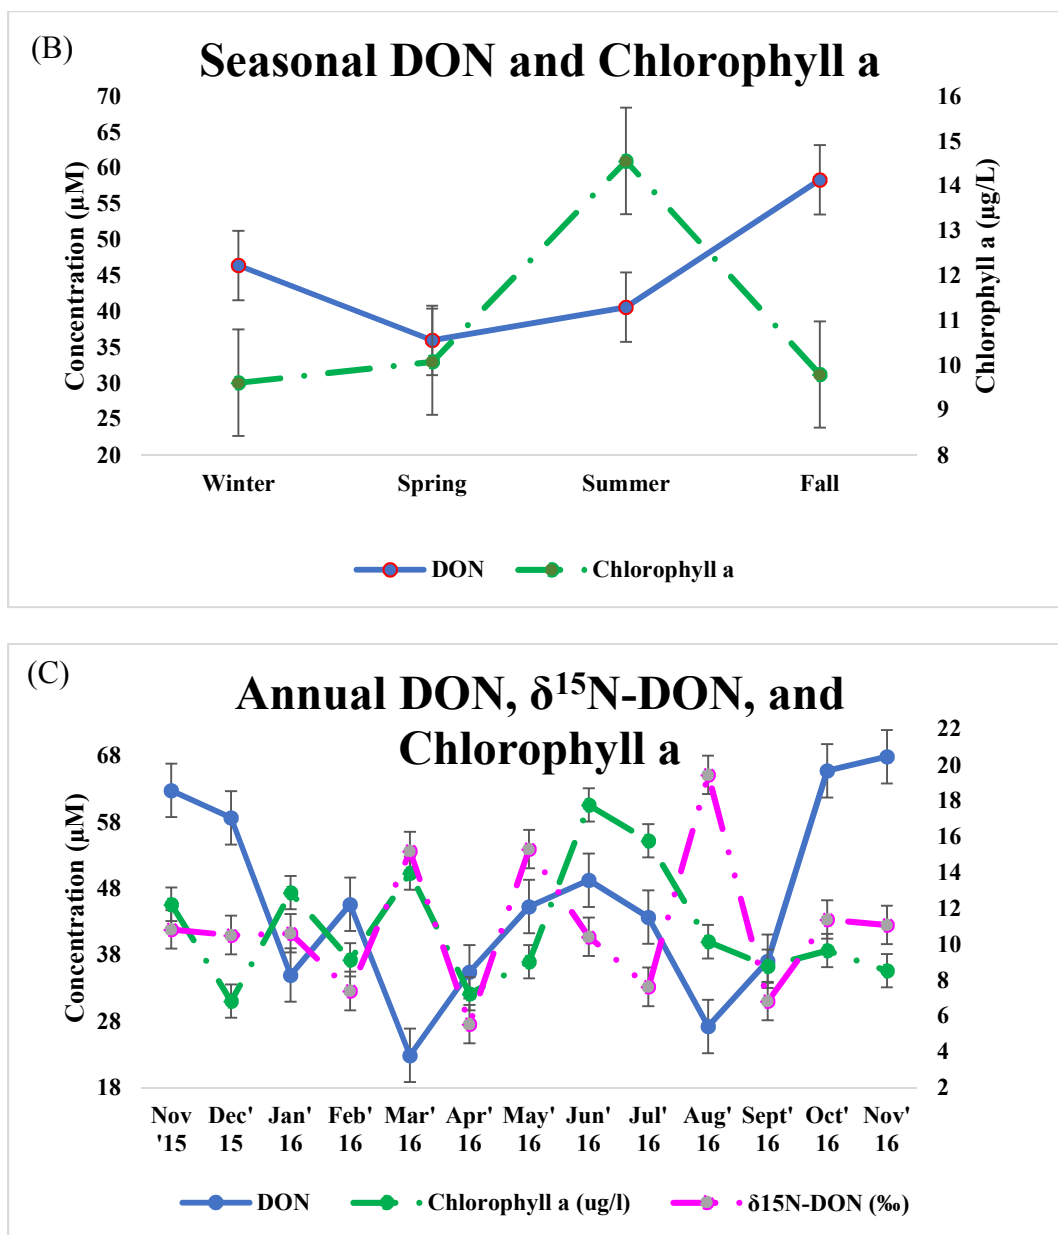 (B)
Seasonal DON and Chlorophyll a
Concentration (µM)
70
65
60
55
50
45
40
35
30
25
20
16
15
14
13
12
11
10
9
8
Chlorophyll a (µg/L)
Winter Spring Summer Fall
DON Chlorophyll a
(C)
Annual DON, δ¹⁵N-DON, and
Chlorophyll a
Concentration (µM)
68
58
48
38
28
18
22
20
18
16
14
12
10
8
6
4
2
Nov Dec' Jan' Feb' Mar' Apr' May' Jun' Jul' Aug' Sept' Oct' Nov'
'15 15 16 16 16 16 16 16 16 16 16 16 16
DON Chlorophyll a (ug/l) δ15N-DON (‰)